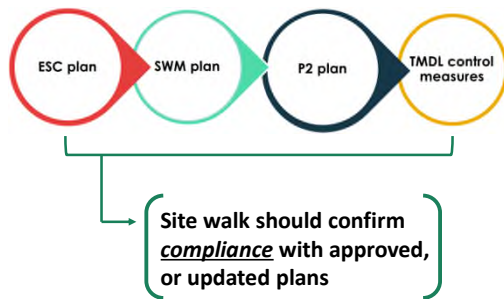 ESC plan
SWM plan
P2 plan
TMDL control
measures
Site walk should confirm
compliance with approved,
or updated plans